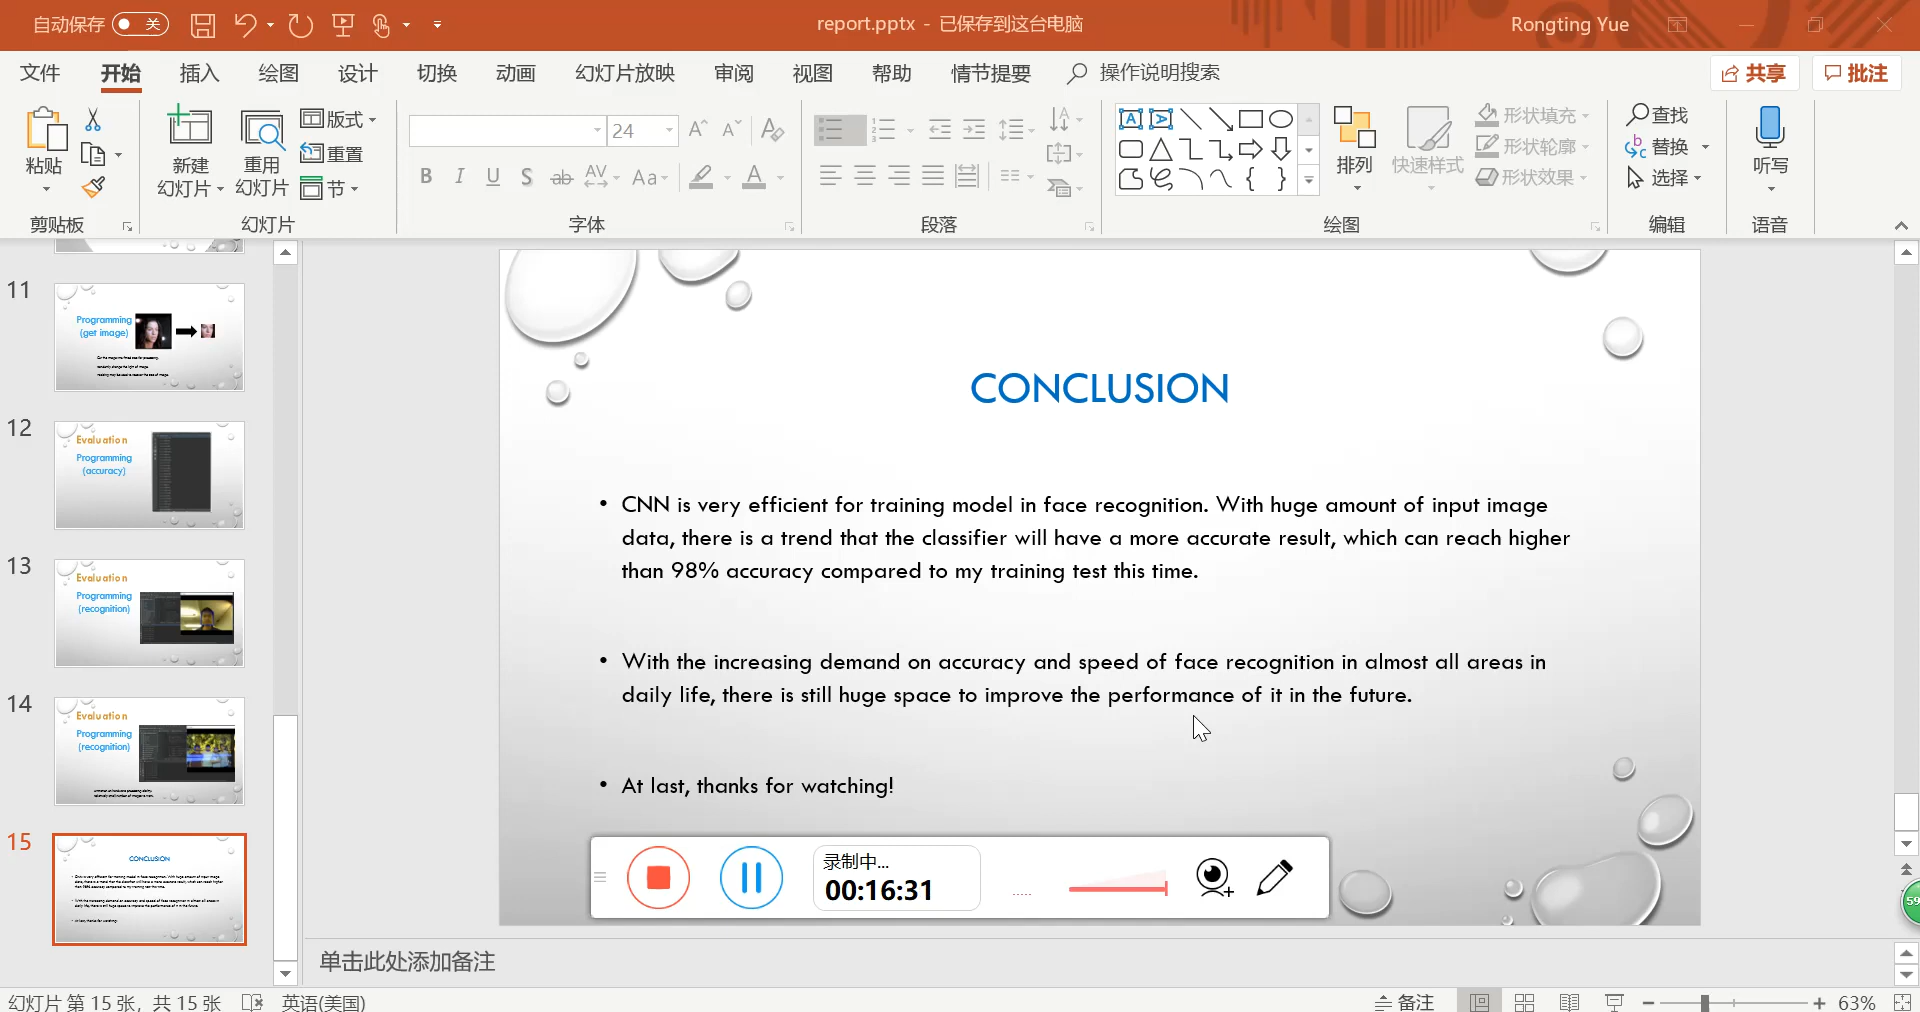 自动保存 关
report.pptx - 已保存到这台电脑
Rongting Yue
文件 开始 插入 绘图 设计 切换 动画 幻灯片放映 审阅 视图 帮助 情节提要 操作说明搜索
共享 批注
粘贴
剪贴板
新建
幻灯片
重用
幻灯片
版式
重置
节
幻灯片
24
B I U S ab AV Aa A
字体
段落
排列
快速样式
形状填充
形状轮廓
形状效果
绘图
查找
替换
选择
编辑
听写
语音
11
Programming
(get image)
12
Evaluation
Programming
(accuracy)
13
Evaluation
Programming
(recognition)
14
Evaluation
Programming
(recognition)
15
CONCLUSION
At last, thanks for watching!
CONCLUSION
• CNN is very efficient for training model in face recognition. With huge amount of input image
data, there is a trend that the classifier will have a more accurate result, which can reach higher
than 98% accuracy compared to my training test this time.
• With the increasing demand on accuracy and speed of face recognition in almost all areas in
daily life, there is still huge space to improve the performance of it in the future.
• At last, thanks for watching!
录制中...
00:16:31
59
单击此处添加备注
幻灯片 第 15 张，共 15 张
英语(美国)
备注
63%